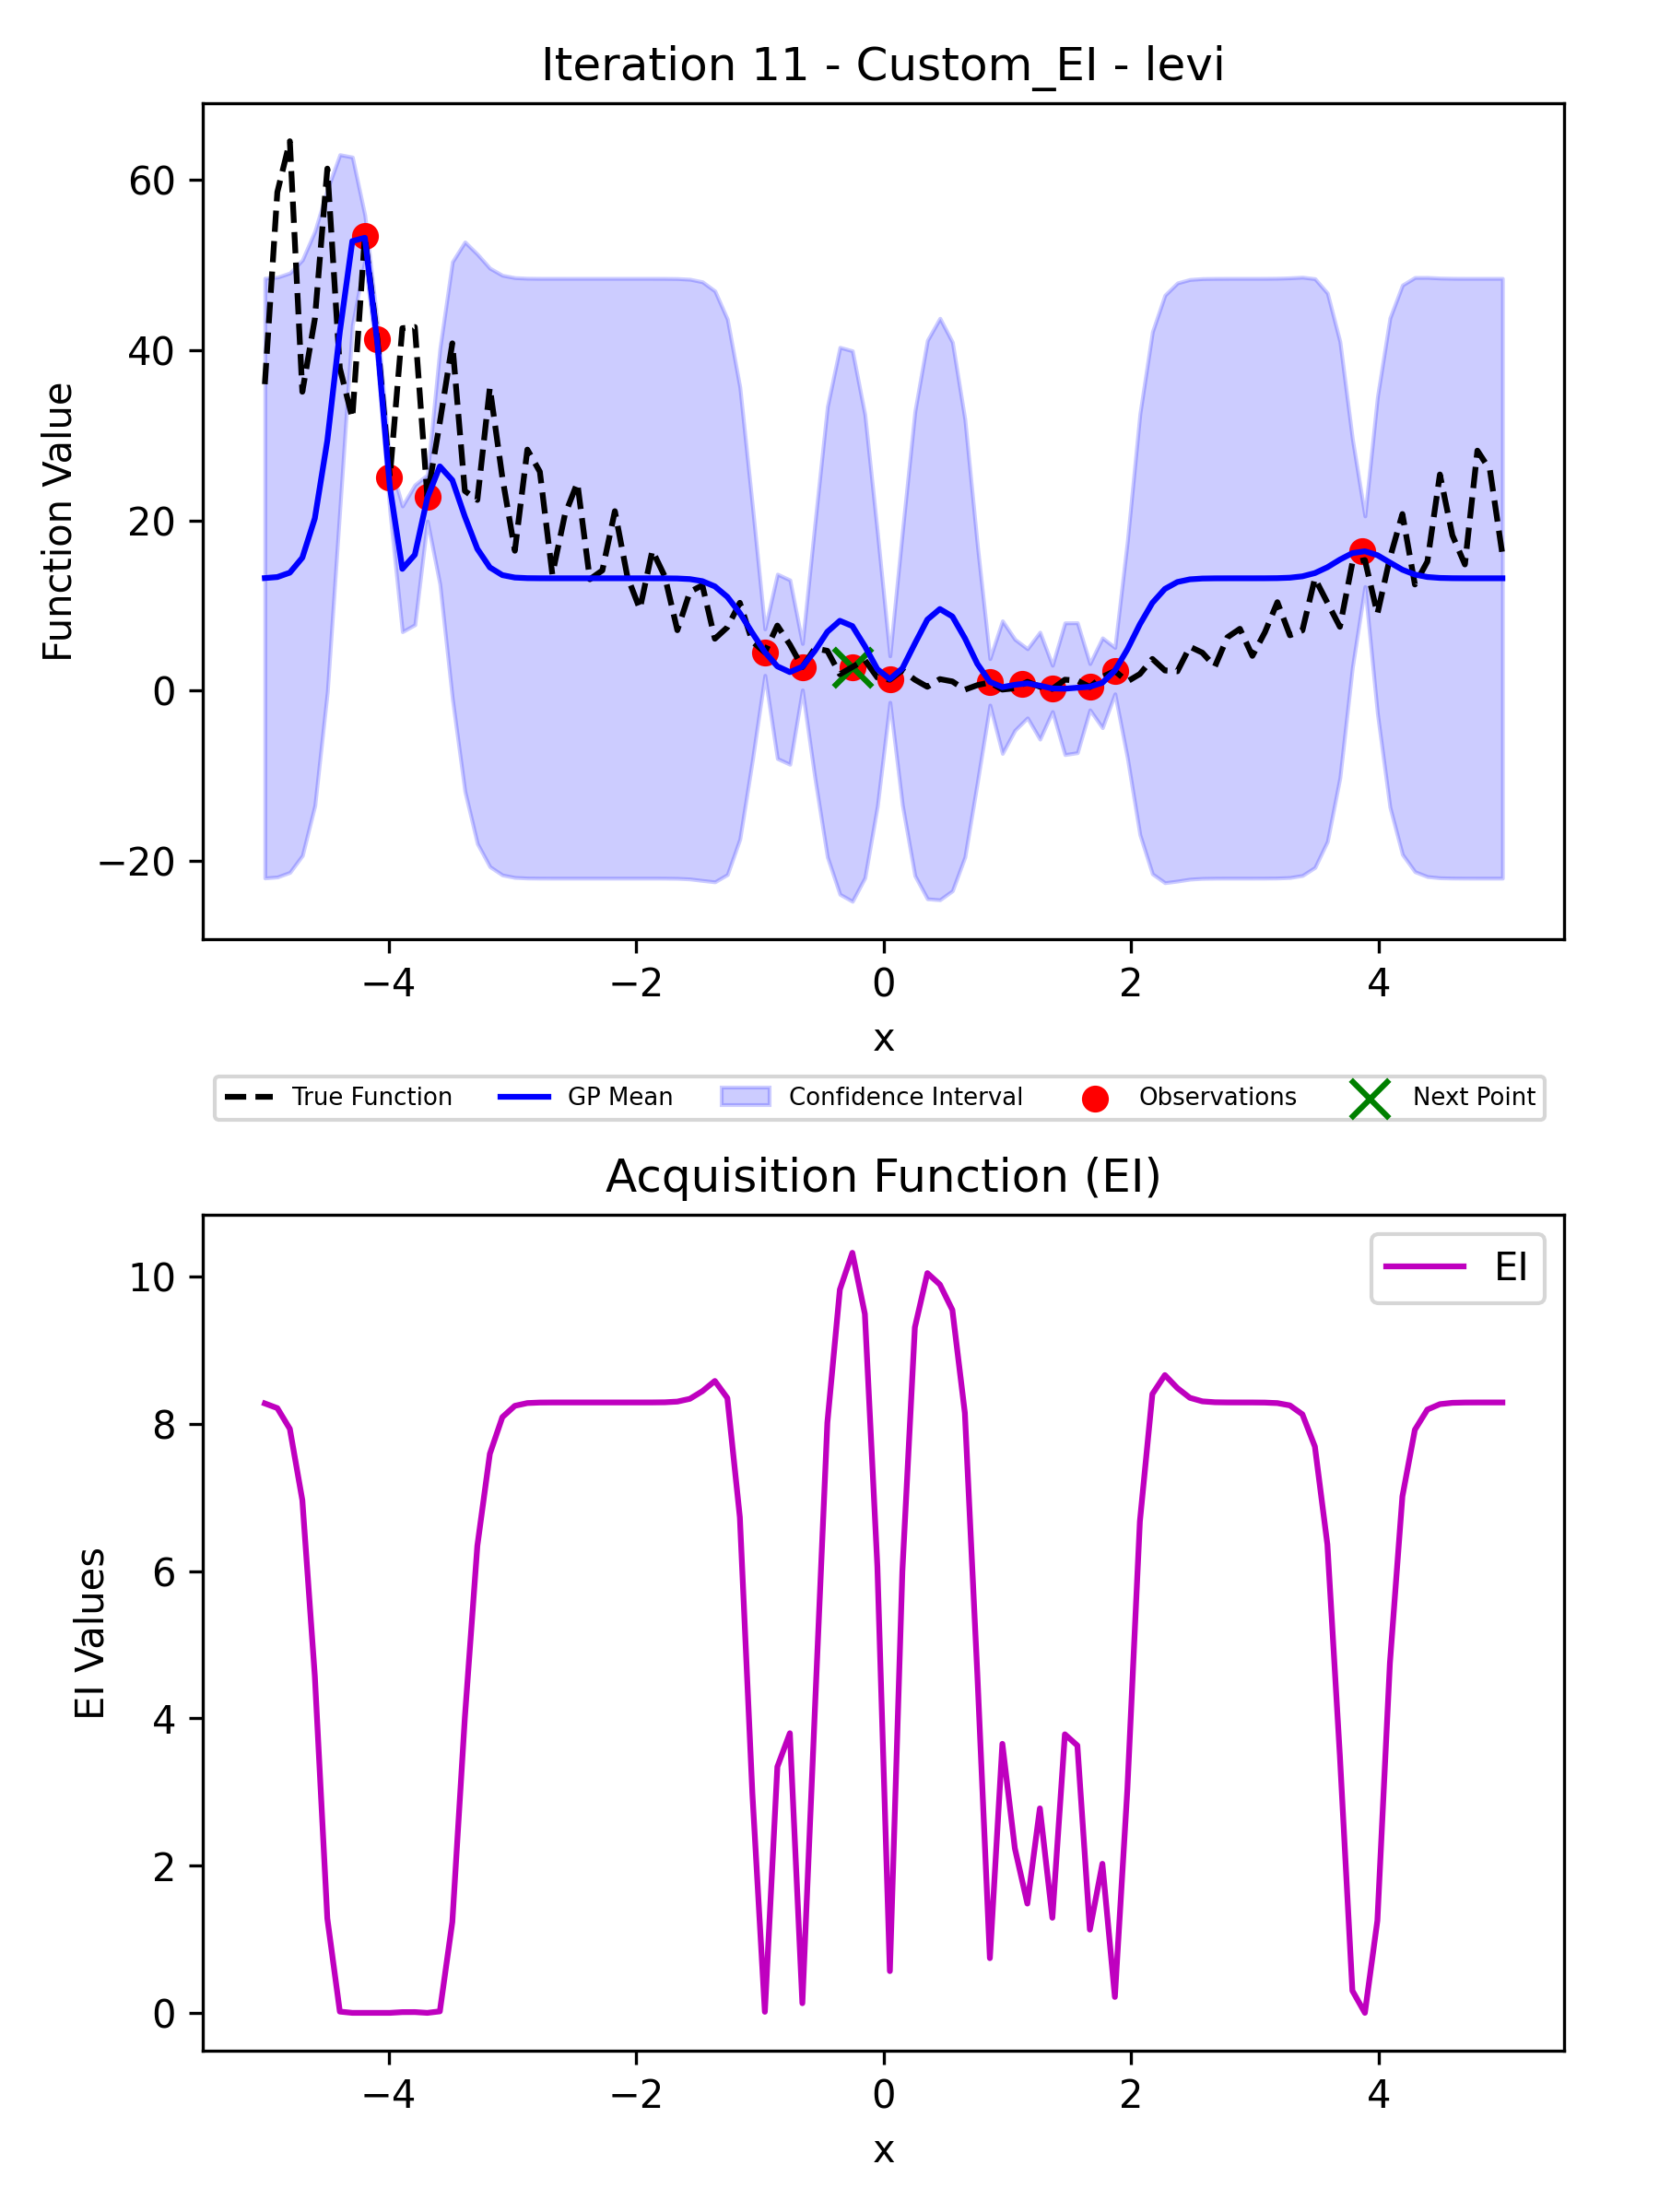 Iteration 11 - Custom_EI - levi
60
40
20
0
−20
Function Value
−4 −2 0 2 4
x
True Function GP Mean Confidence Interval Observations Next Point
Acquisition Function (EI)
EI
10
8
6
4
2
0
EI Values
−4 −2 0 2 4
x